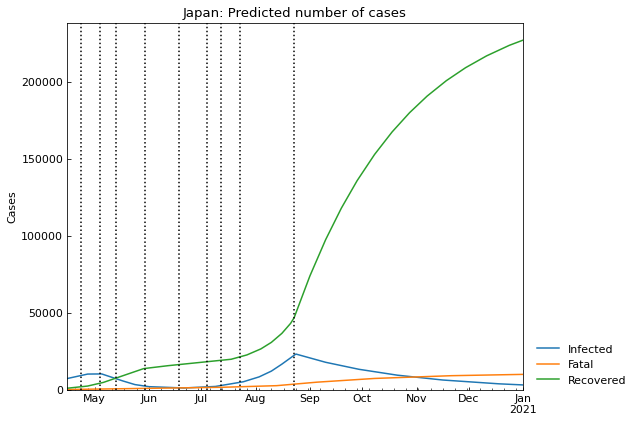 Japan: Predicted number of cases
Cases
200000
150000
100000
50000
0
May Jun Jul Aug Sep Oct Nov Dec Jan
2021
Infected
Fatal
Recovered